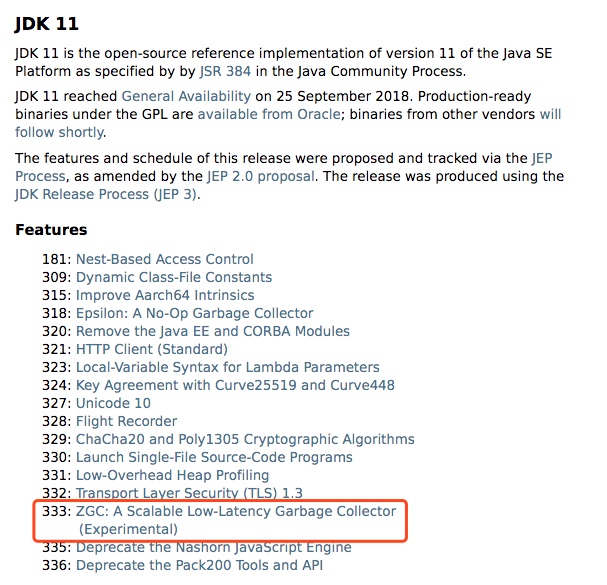 JDK 11
JDK 11 is the open-source reference implementation of version 11 of the Java SE
Platform as specified by by JSR 384 in the Java Community Process.
JDK 11 reached General Availability on 25 September 2018. Production-ready
binaries under the GPL are available from Oracle; binaries from other vendors will
follow shortly.
The features and schedule of this release were proposed and tracked via the JEP
Process, as amended by the JEP 2.0 proposal. The release was produced using the
JDK Release Process (JEP 3).
Features
181: Nest-Based Access Control
309: Dynamic Class-File Constants
315: Improve Aarch64 Intrinsics
318: Epsilon: A No-Op Garbage Collector
320: Remove the Java EE and CORBA Modules
321: HTTP Client (Standard)
323: Local-Variable Syntax for Lambda Parameters
324: Key Agreement with Curve25519 and Curve448
327: Unicode 10
328: Flight Recorder
329: ChaCha20 and Poly1305 Cryptographic Algorithms
330: Launch Single-File Source-Code Programs
331: Low-Overhead Heap Profiling
332: Transport Layer Security (TLS) 1.3
333: ZGC: A Scalable Low-Latency Garbage Collector
(Experimental)
335: Deprecate the Nashorn JavaScript Engine
336: Deprecate the Pack200 Tools and API